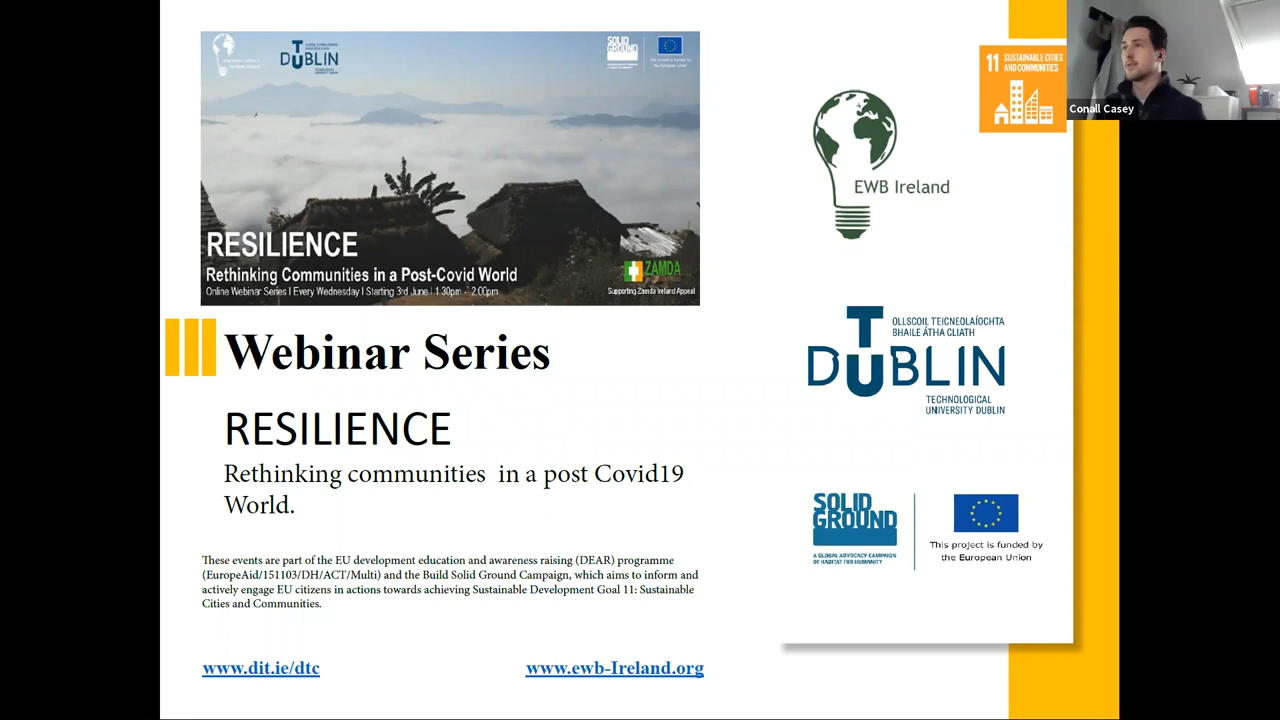 TU DUBLIN
SOLID
GROUND
RESILIENCE
Rethinking Communities in a Post-Covid World
Online Webinar Series I Every Wednesday I Starting 3rd June I 1:30pm - 2:00pm
ZAMDA
Supporting Zamda Ireland Appeal
Webinar Series
RESILIENCE
Rethinking communities in a post Covid19
World.
These events are part of the EU development education and awareness raising (DEAR) programme
(EuropeAid/151103/DH/ACT/Multi) and the Build Solid Ground Campaign, which aims to inform and
actively engage EU citizens in actions towards achieving Sustainable Development Goal 11: Sustainable
Cities and Communities.
www.dit.ie/dtc
www.ewb-Ireland.org
11 SUSTAINABLE CITIES
AND COMMUNITIES
Conall Casey
EWB Ireland
OLLSCOIL TEICNEOLAÍOCHTA
BHAILE ÁTHA CLIATH
TU DUBLIN
TECHNOLOGICAL
UNIVERSITY DUBLIN
SOLID
GROUND
A GLOBAL ADVOCACY CAMPAIGN
OF HABITAT FOR HUMANITY
This project is funded by
the European Union